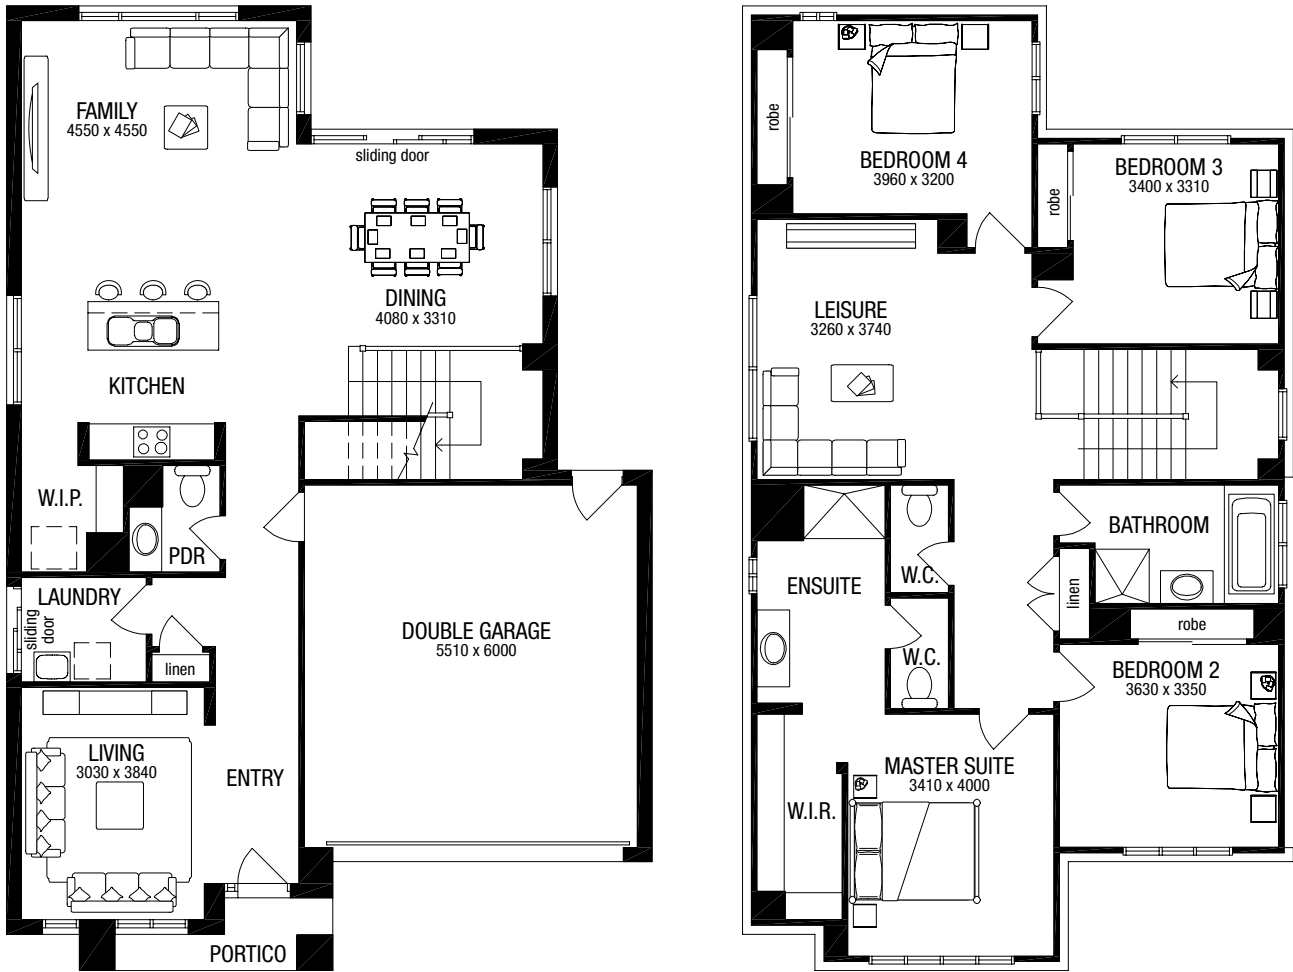 FAMILY
4550 x 4550
sliding door
DINING
4080 x 3310
KITCHEN
W.I.P.
PDR
LAUNDRY
sliding
door
linen
DOUBLE GARAGE
5510 x 6000
LIVING
3030 x 3840
ENTRY
PORTICO
robe
BEDROOM 4
3960 x 3200
robe
BEDROOM 3
3400 x 3310
LEISURE
3260 x 3740
BATHROOM
W.C.
ENSUITE
linen
robe
W.C.
BEDROOM 2
3630 x 3350
MASTER SUITE
3410 x 4000
W.I.R.